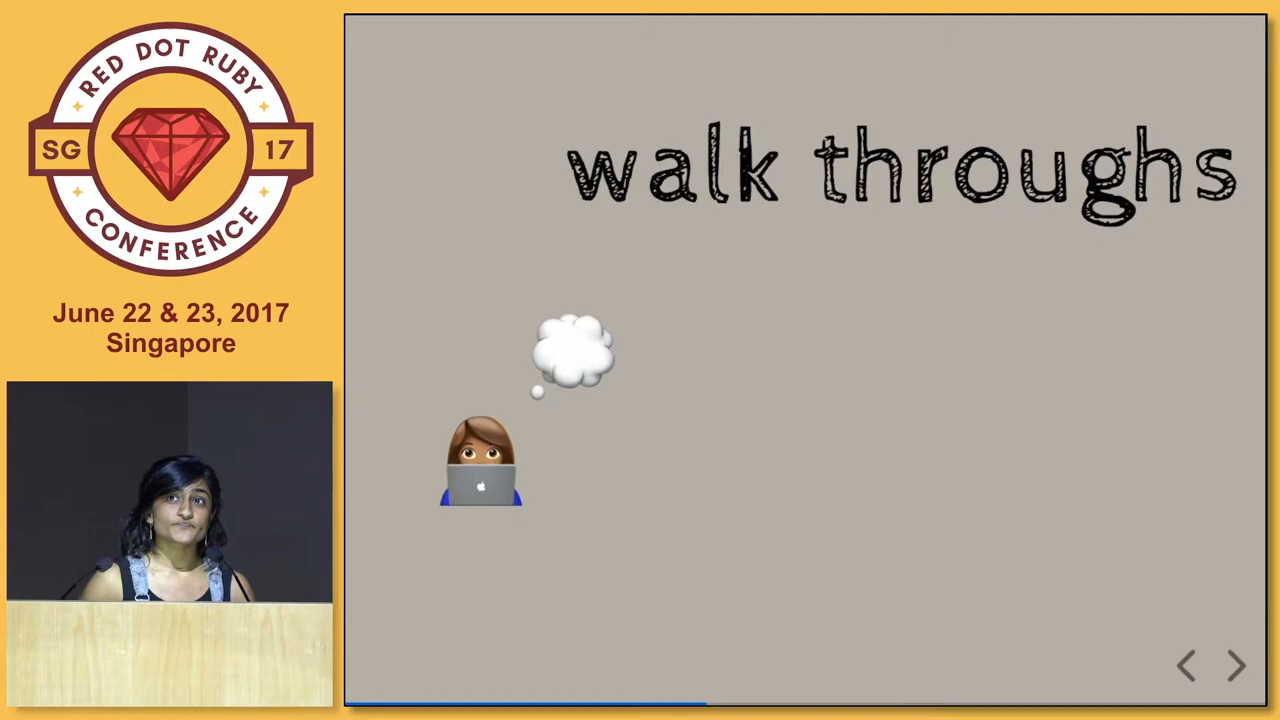 RED DOT RUBY
SG
17
CONFERENCE
June 22 & 23, 2017
Singapore
walk throughs